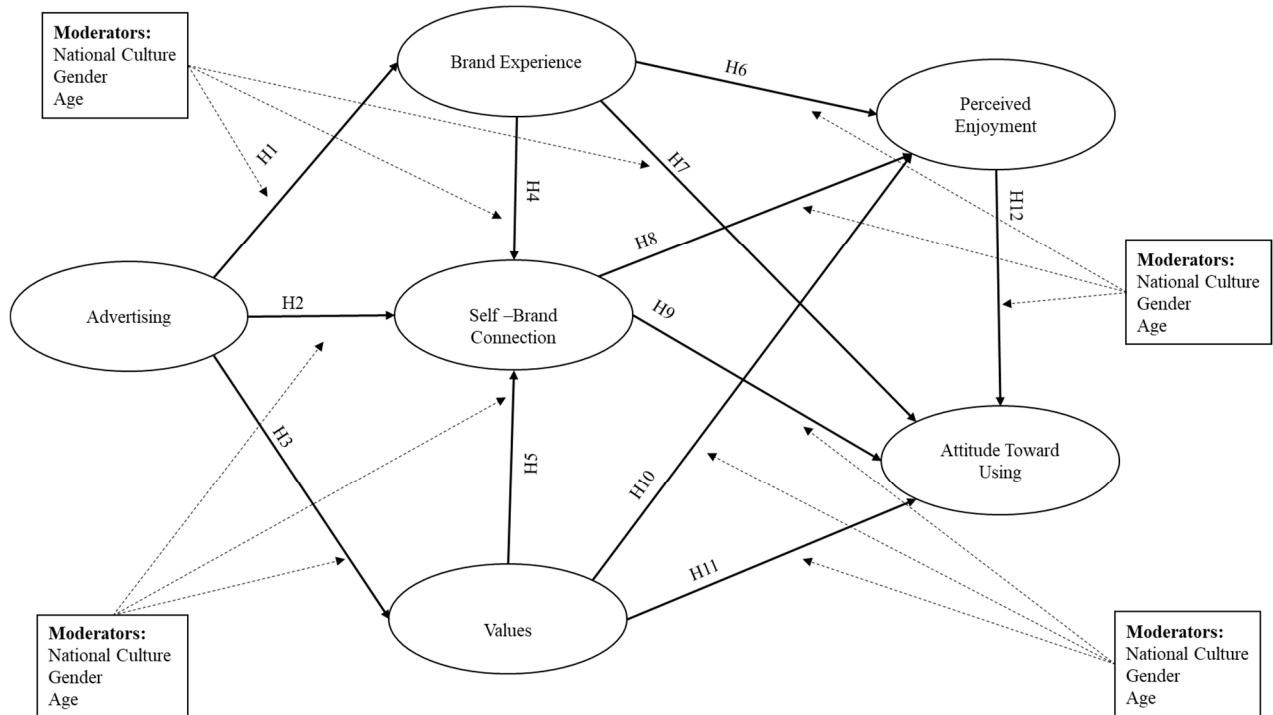 Moderators:
National Culture
Gender
Age
Brand Experience
H6
Perceived
Enjoyment
H1
H4
H7
H12
H8
Moderators:
National Culture
Gender
Age
Advertising
H2
Self –Brand
Connection
H9
H3
H5
H10
Attitude Toward
Using
H11
Values
Moderators:
National Culture
Gender
Age
Moderators:
National Culture
Gender
Age